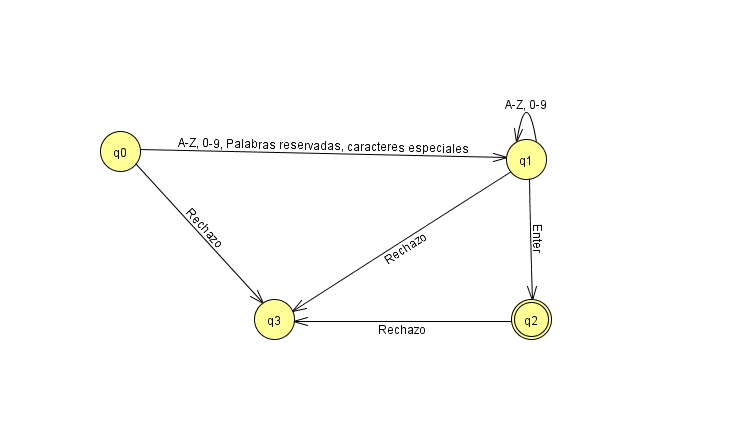 A-Z, 0-9
q0
A-Z, 0-9, Palabras reservadas, caracteres especiales
q1
Rechazo
Rechazo
Enter
q3
Rechazo
q2